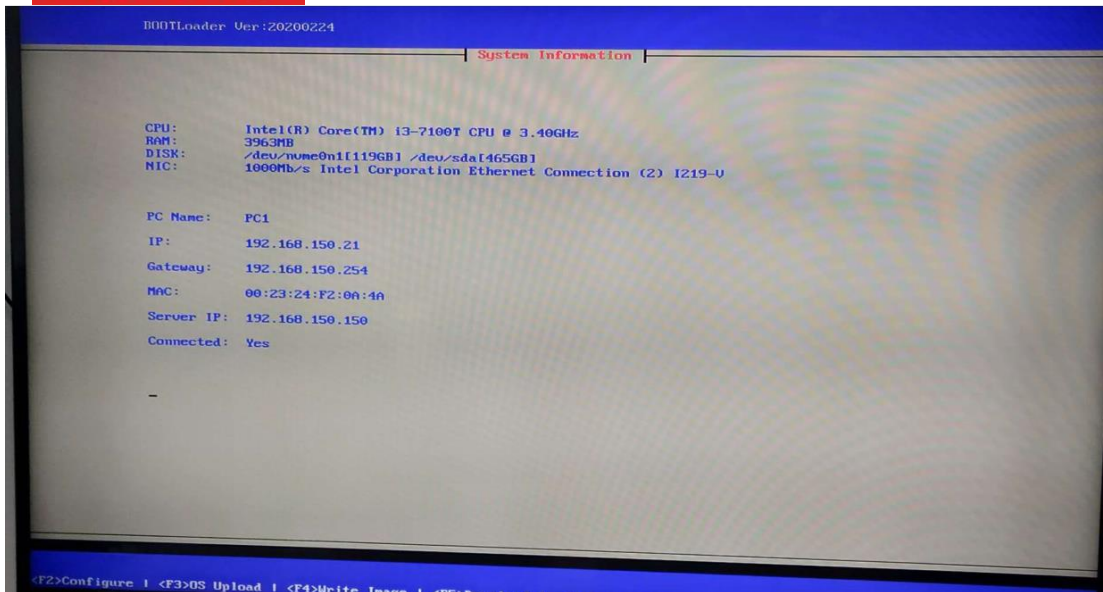 BOOTLoader Ver:20200224
System Information
CPU: Intel(R) Core(TM) i3-7100T CPU @ 3.40GHz
RAM: 3963MB
DISK: /dev/nvme0n1[119GB] /dev/sda[465GB]
NIC: 1000Mb/s Intel Corporation Ethernet Connection (2) I219-V
PC Name: PC1
IP: 192.168.150.21
Gateway: 192.168.150.254
MAC: 00:23:24:F2:0A:4A
Server IP: 192.168.150.150
Connected: Yes
<F2>Configure | <F3>OS Upload | <F4>Write Image |